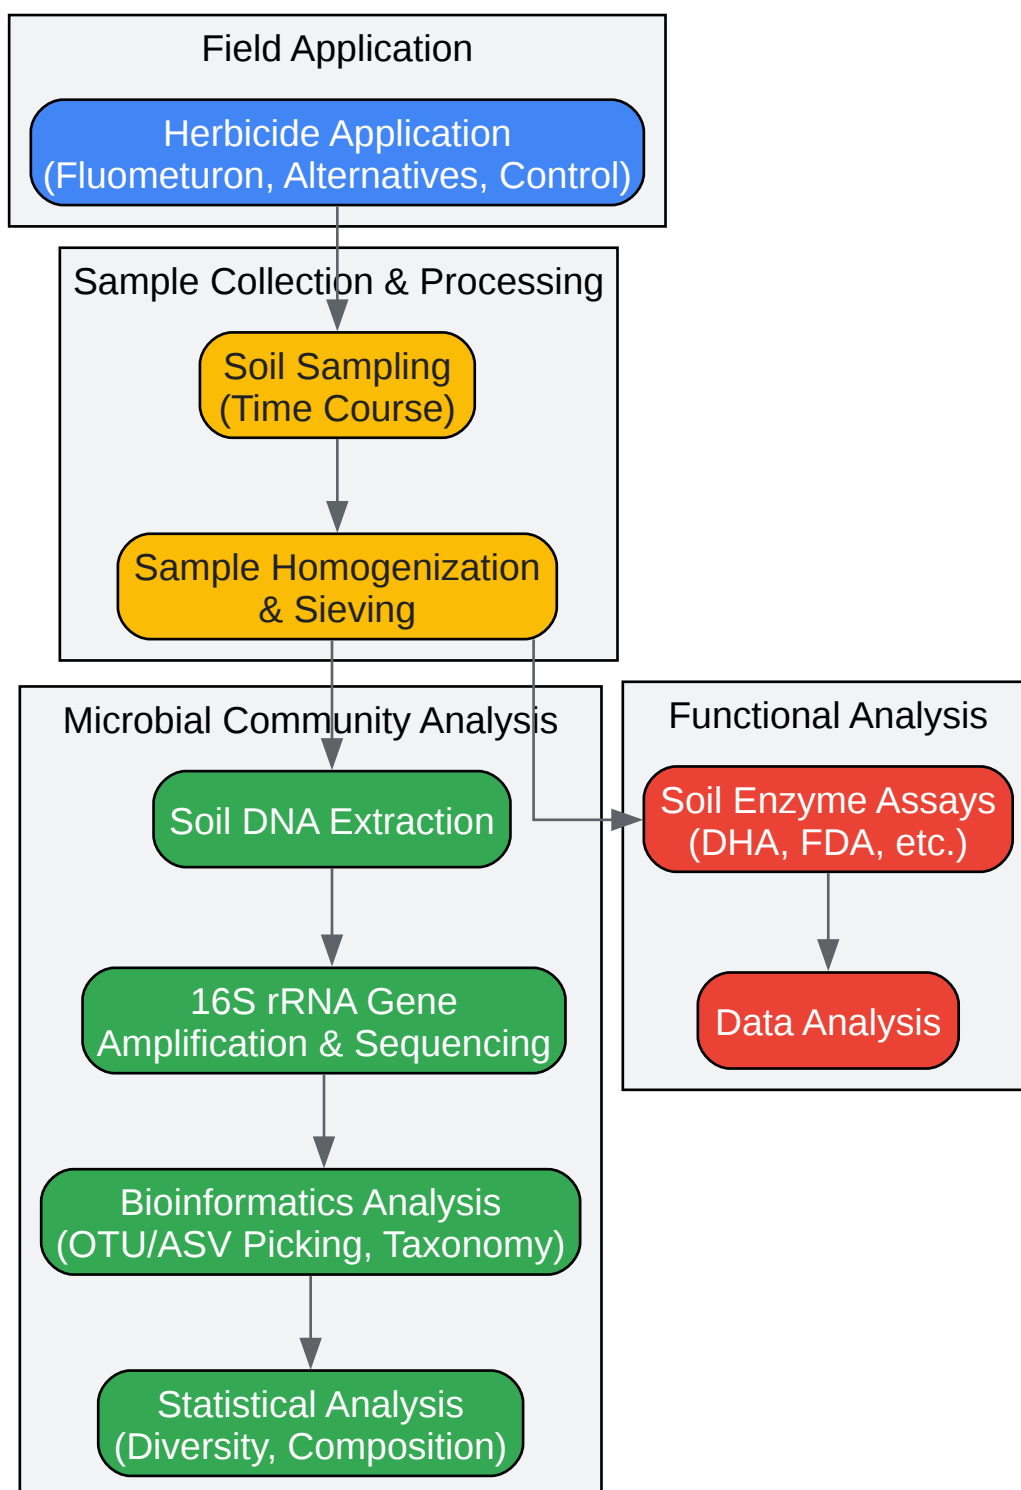 Field Application
Herbicide Application
(Fluometuron, Alternatives, Control)
Sample Collection & Processing
Soil Sampling
(Time Course)
Sample Homogenization
& Sieving
Microbial Community Analysis
Soil DNA Extraction
16S rRNA Gene
Amplification & Sequencing
Bioinformatics Analysis
(OTU/ASV Picking, Taxonomy)
Statistical Analysis
(Diversity, Composition)
Functional Analysis
Soil Enzyme Assays
(DHA, FDA, etc.)
Data Analysis